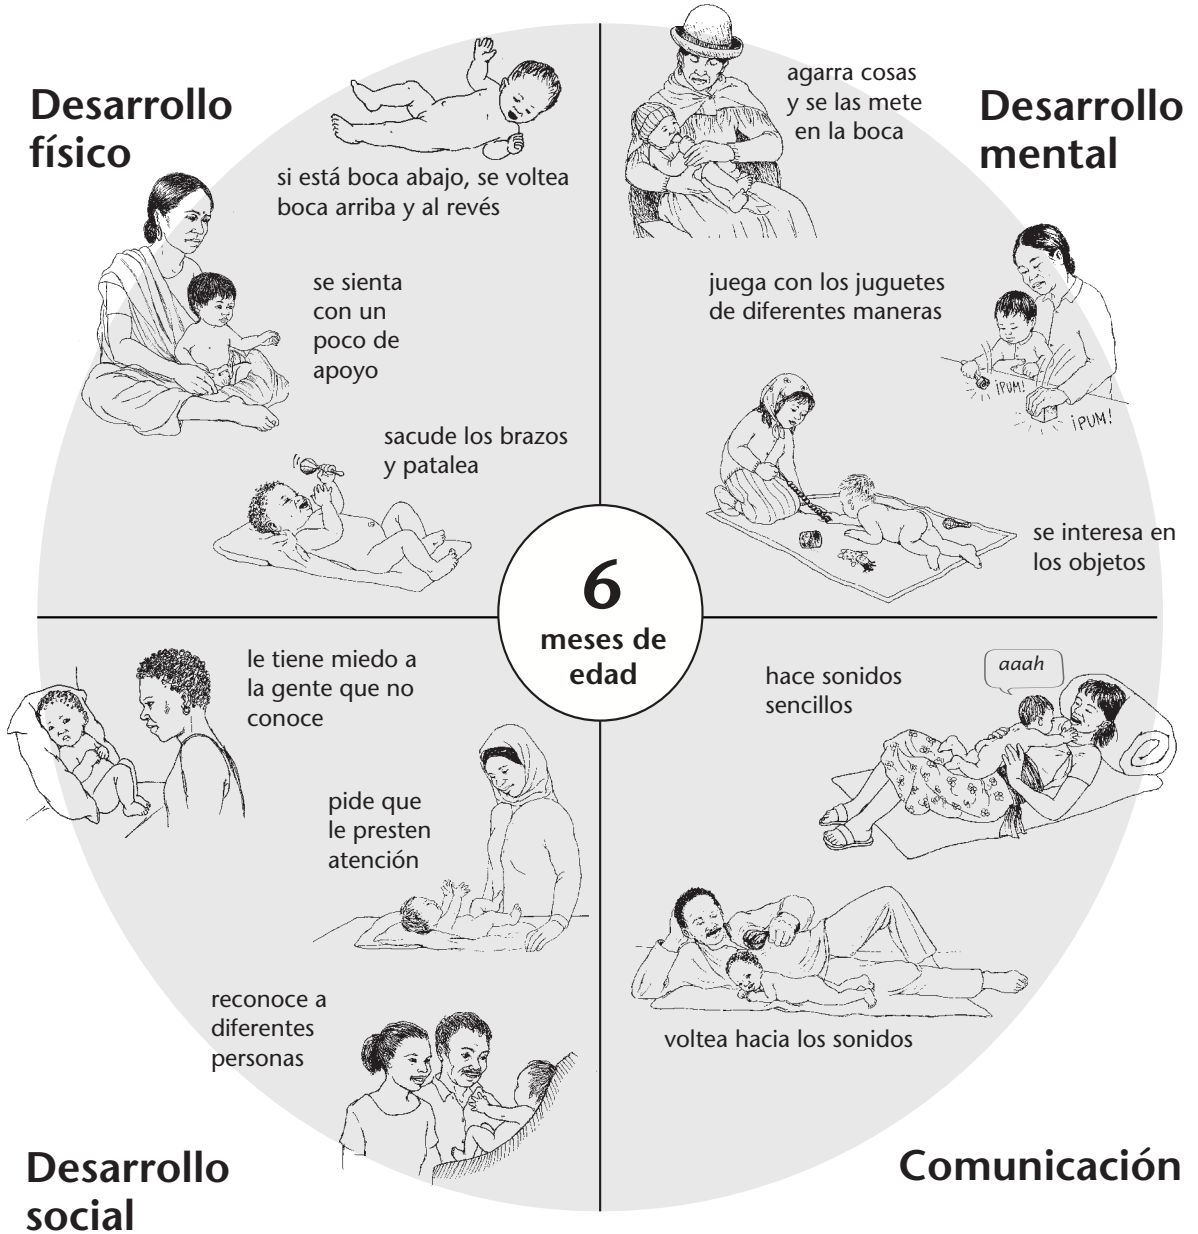 Desarrollo
físico
si está boca abajo, se voltea
boca arriba y al revés
se sienta
con un
poco de
apoyo
sacude los brazos
y patalea
Desarrollo
mental
agarra cosas
y se las mete
en la boca
juega con los juguetes
de diferentes maneras
¡PUM!
¡PUM!
se interesa en
los objetos
6
meses de
edad
le tiene miedo a
la gente que no
conoce
pide que
le presten
atención
reconoce a
diferentes
personas
Desarrollo
social
hace sonidos
sencillos
aaah
voltea hacia los sonidos
Comunicación